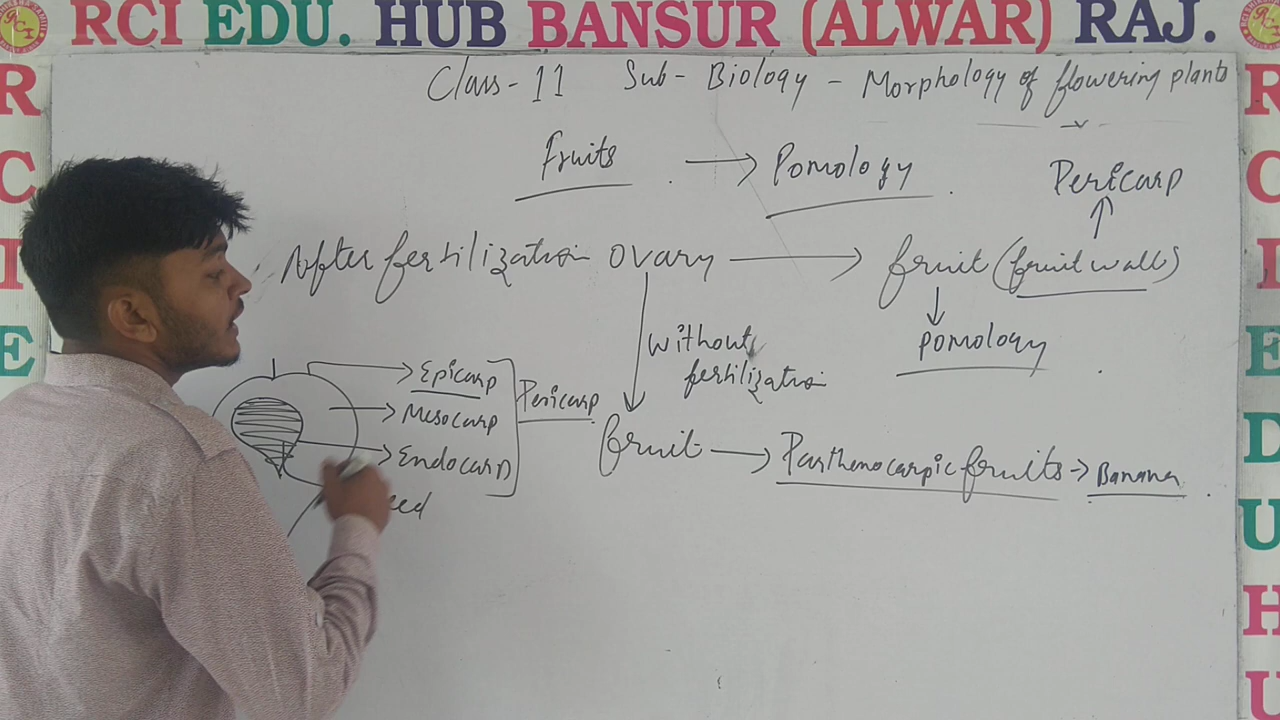 RCI EDU. HUB BANSUR (ALWAR) RAJ.
Class - 11 Sub - Biology - Morphology of flowering plants
Fruits → Pomology
Pericarp
After fertilization ovary → fruit (fruit wall)
without fertilization
pomology
Epicarp
Mesocarp
Endocarp
Pericarp
fruit → Parthenocarpic fruits → Banana
R
C
I
E
R
C
I
E
D
U
H
U